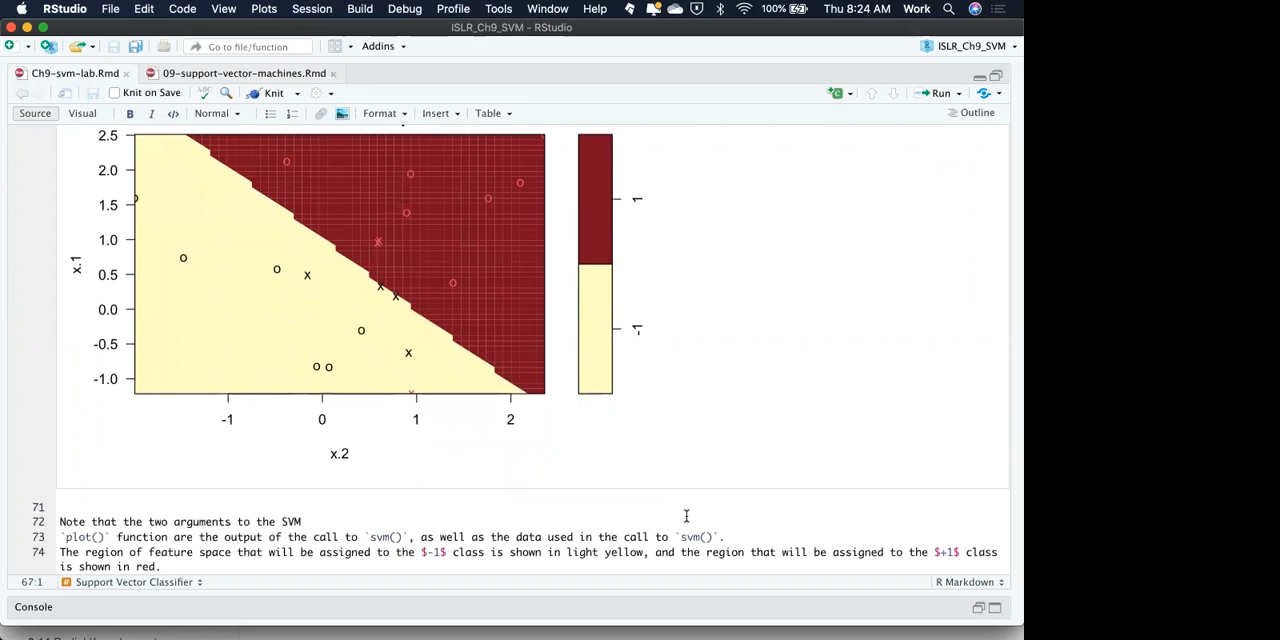 RStudio File Edit Code View Plots Session Build Debug Profile Tools Window Help 100% Thu 8:24 AM Work
ISLR_Ch9_SVM - RStudio
Go to file/function Addins ISLR_Ch9_SVM
Ch9-svm-lab.Rmd 09-support-vector-machines.Rmd
Knit on Save ABC Knit Run
Source Visual B I </> Normal Format Insert Table Outline
2.5
2.0
1.5
1.0
0.5
0.0
-0.5
-1.0
x.1
-1 0 1 2
x.2
1
-1
71
72 Note that the two arguments to the SVM
73 `plot()` function are the output of the call to `svm()`, as well as the data used in the call to `svm()`.
74 The region of feature space that will be assigned to the $-1$ class is shown in light yellow, and the region that will be assigned to the $+1$ class
is shown in red.
67:1 Support Vector Classifier R Markdown
Console